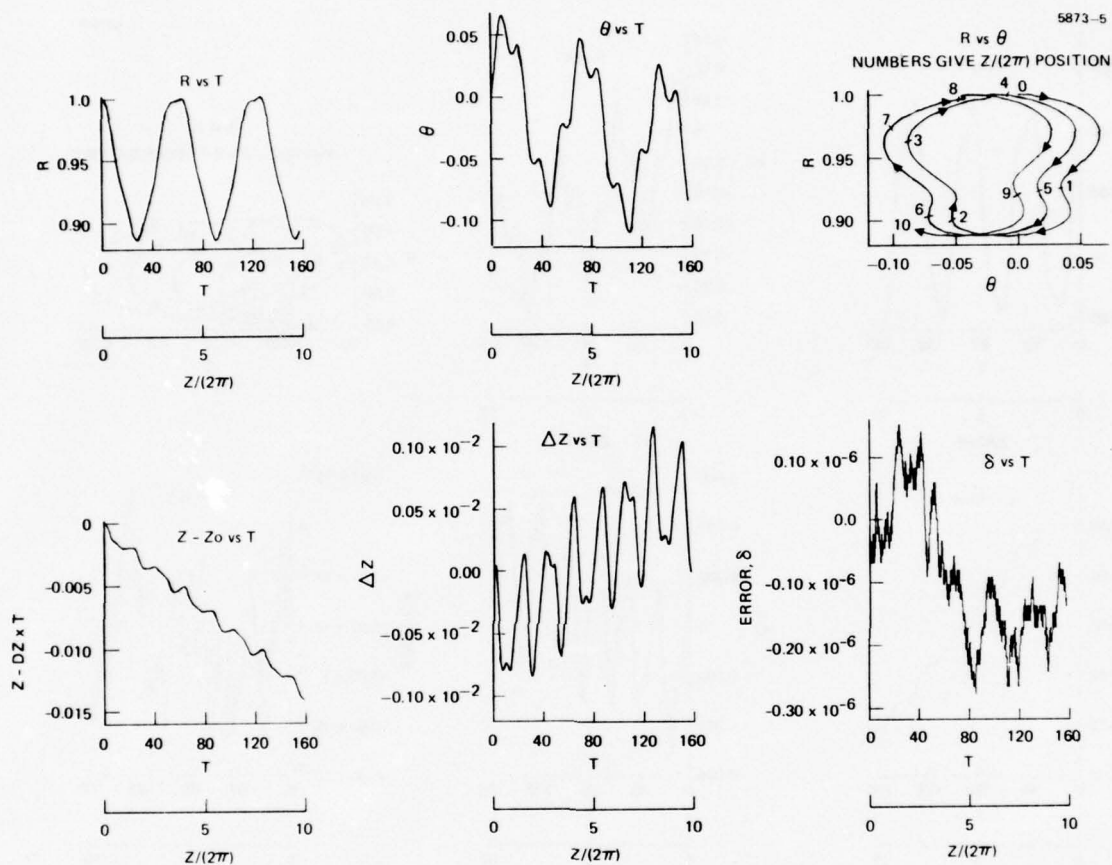 5873-5
R vs T
1.0
0.95
0.90
R
0 40 80 120 160
T
0 5 10
Z/(2π)
θ vs T
0.05
0.0
-0.05
-0.10
θ
0 40 80 120 160
T
0 5 10
Z/(2π)
R vs θ
NUMBERS GIVE Z/(2π) POSITION
1.0
0.95
0.90
R
8 4 0
7 3
9 5 1
6 2
10
-0.10 -0.05 0.0 0.05
θ
Z - Zo vs T
0
-0.005
-0.010
-0.015
Z - DZ x T
0 40 80 120 160
T
0 5 10
Z/(2π)
ΔZ vs T
0.10 x 10⁻²
0.05 x 10⁻²
0.00
-0.05 x 10⁻²
-0.10 x 10⁻²
ΔZ
0 40 80 120 160
T
0 5 10
Z/(2π)
δ vs T
0.10 x 10⁻⁶
0.0
-0.10 x 10⁻⁶
-0.20 x 10⁻⁶
-0.30 x 10⁻⁶
ERROR, δ
0 40 80 120 160
T
0 5 10
Z/(2π)